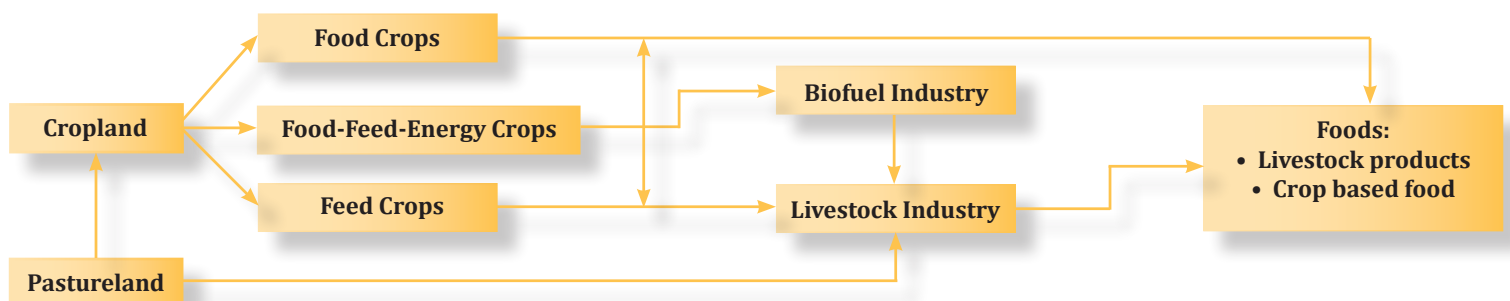 Food Crops
Biofuel Industry
Cropland
Food-Feed-Energy Crops
Foods:
• Livestock products
• Crop based food
Feed Crops
Livestock Industry
Pastureland